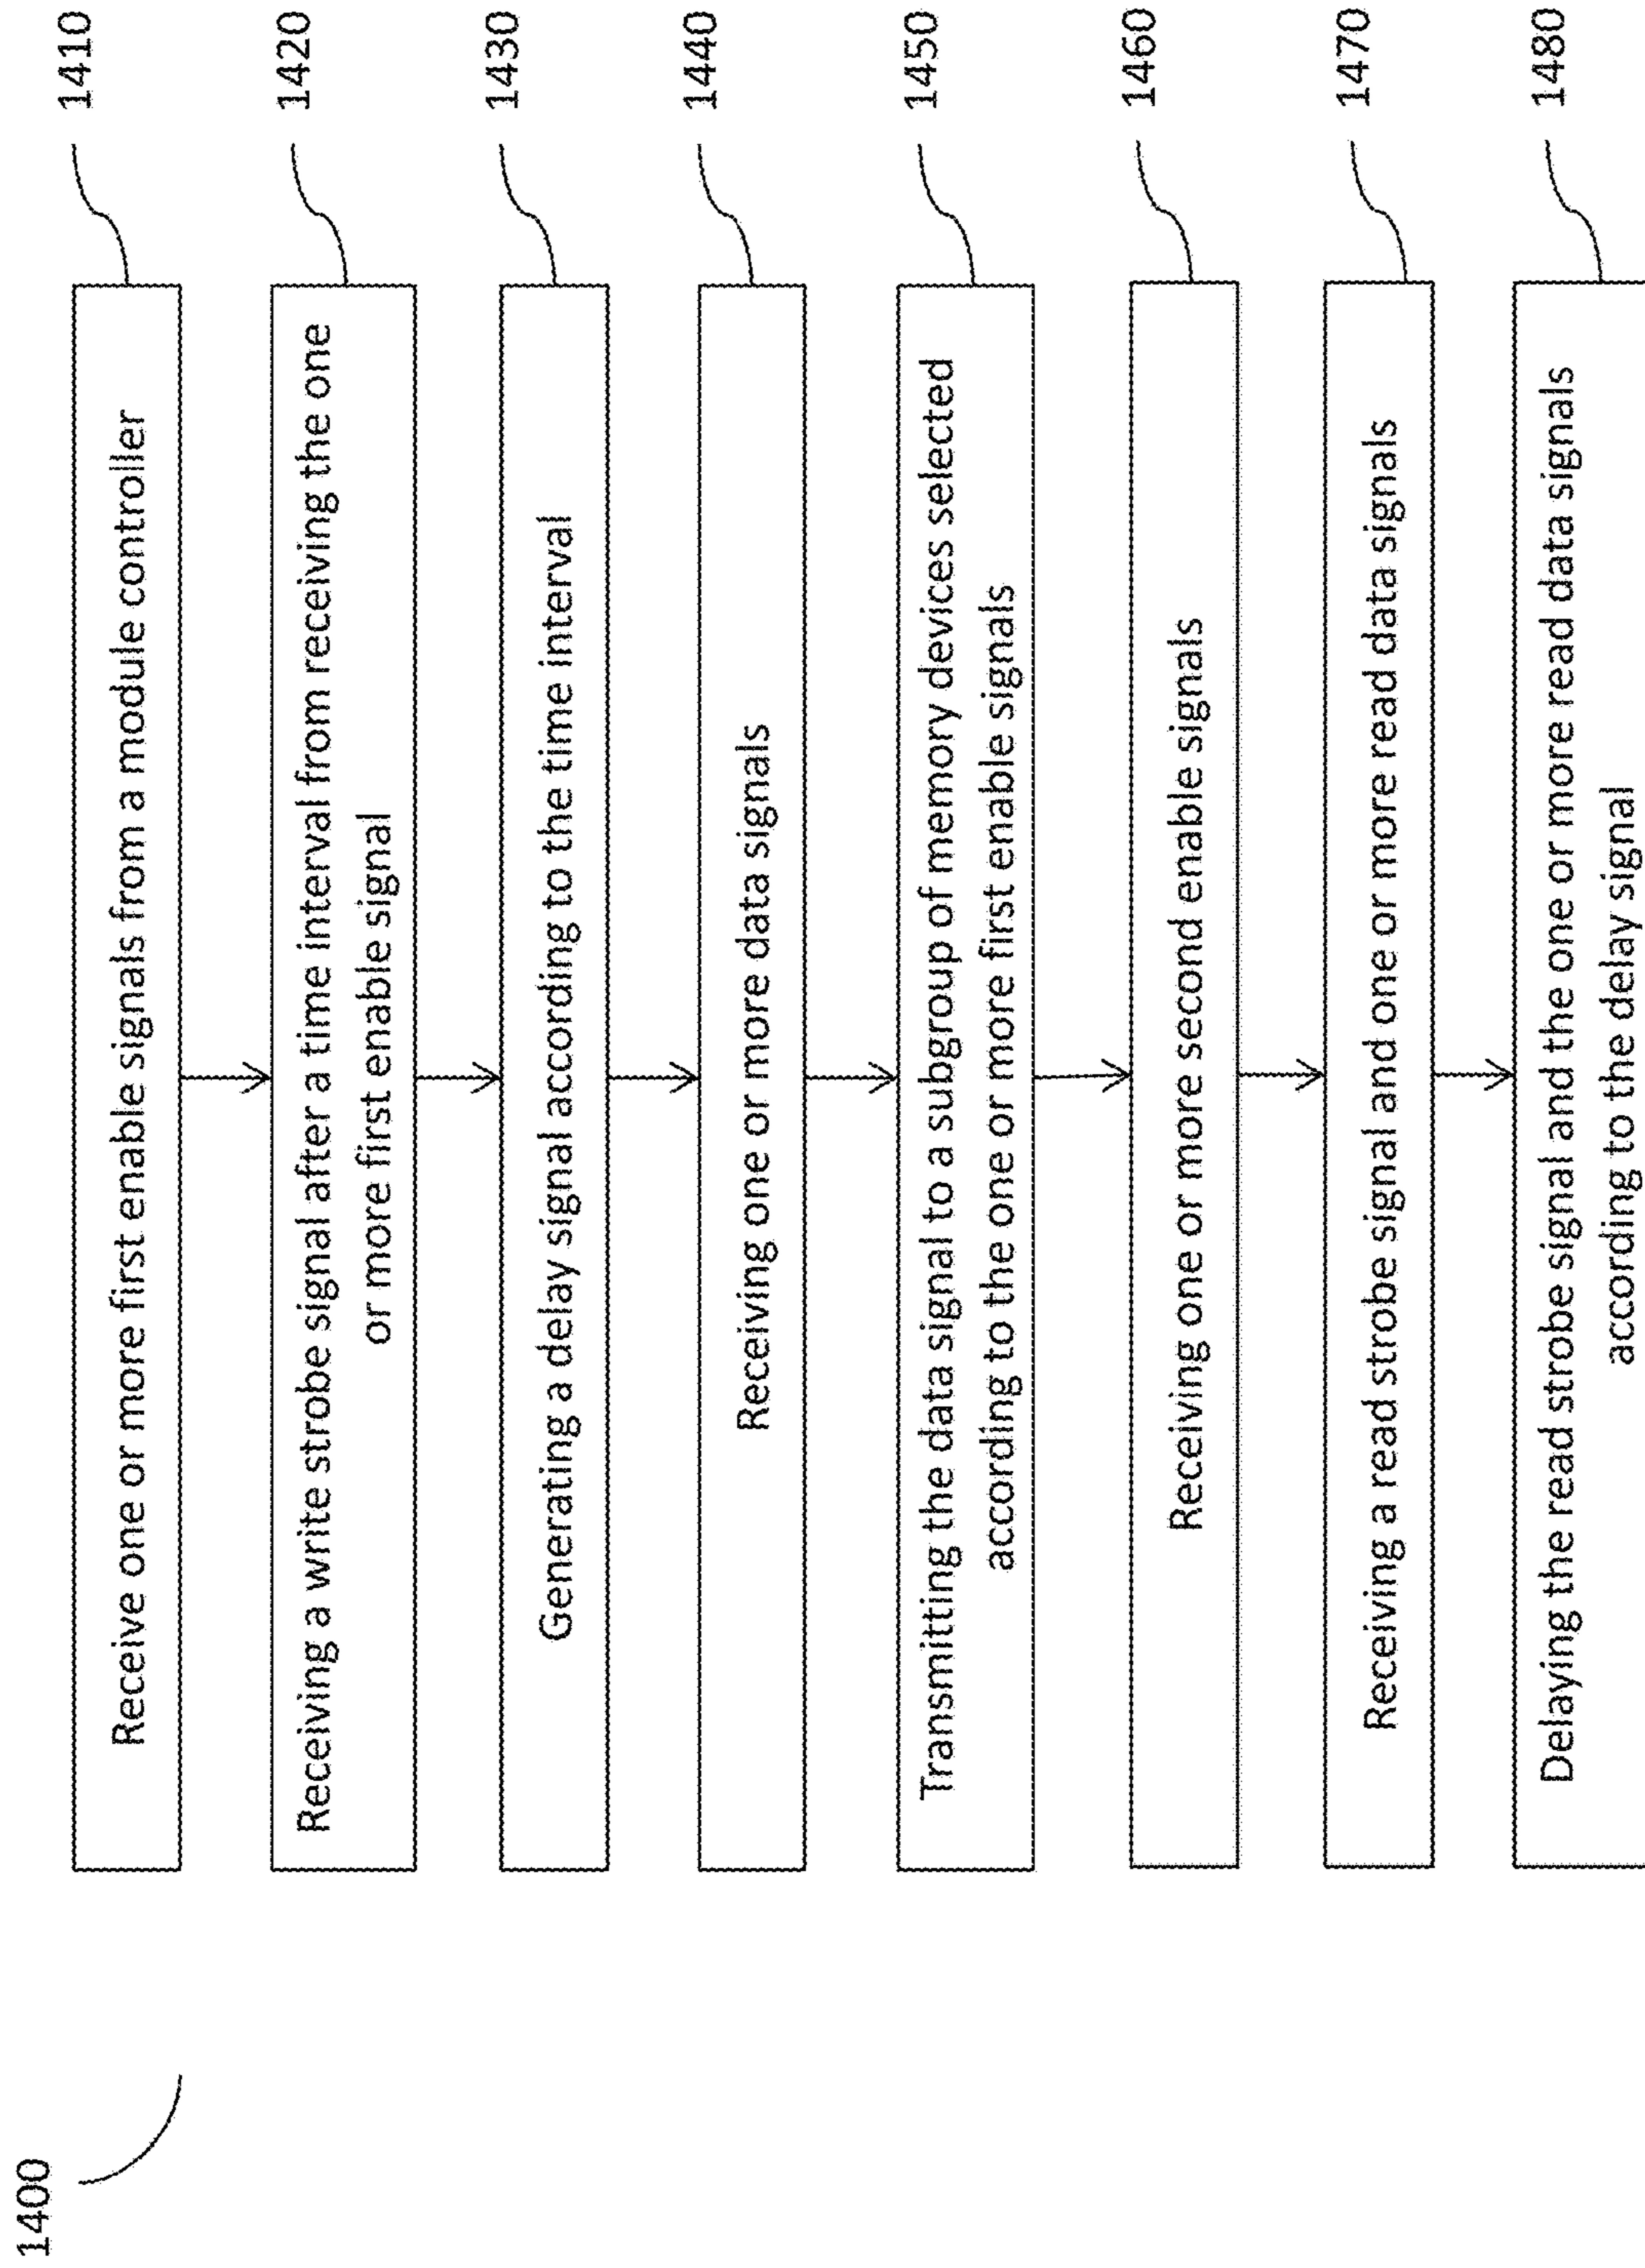 1400
Receive one or more first enable signals from a module controller
1410
Receiving a write strobe signal after a time interval from receiving the one
or more first enable signal
1420
Generating a delay signal according to the time interval
1430
Receiving one or more data signals
1440
Transmitting the data signal to a subgroup of memory devices selected
according to the one or more first enable signals
1450
Receiving one or more second enable signals
1460
Receiving a read strobe signal and one or more read data signals
1470
Delaying the read strobe signal and the one or more read data signals
according to the delay signal
1480